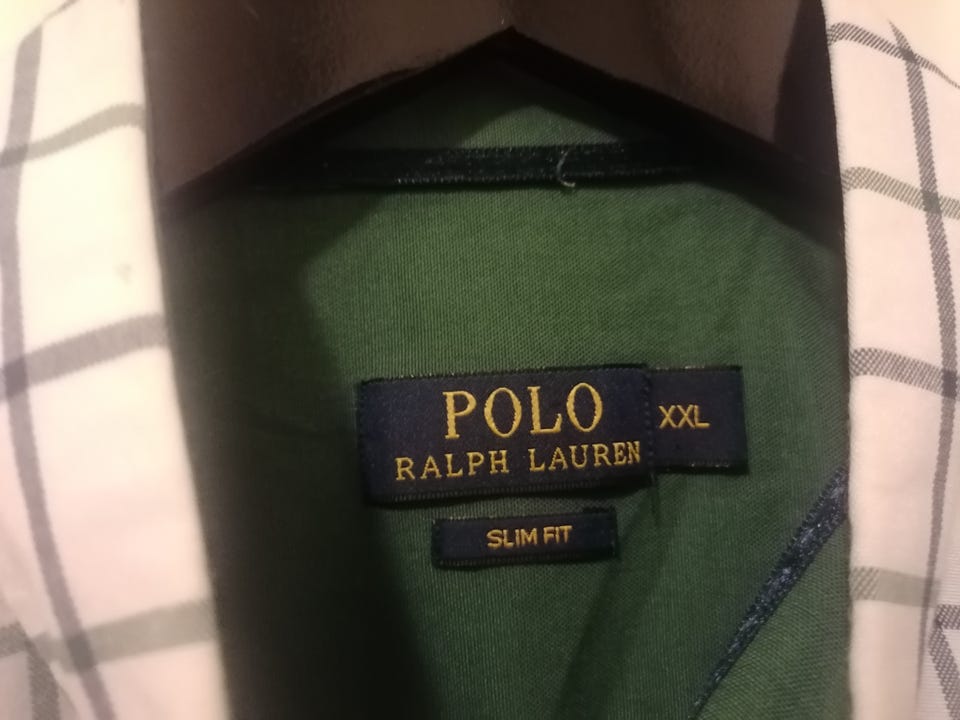 POLO
RALPH LAUREN
XXL
SLIM FIT